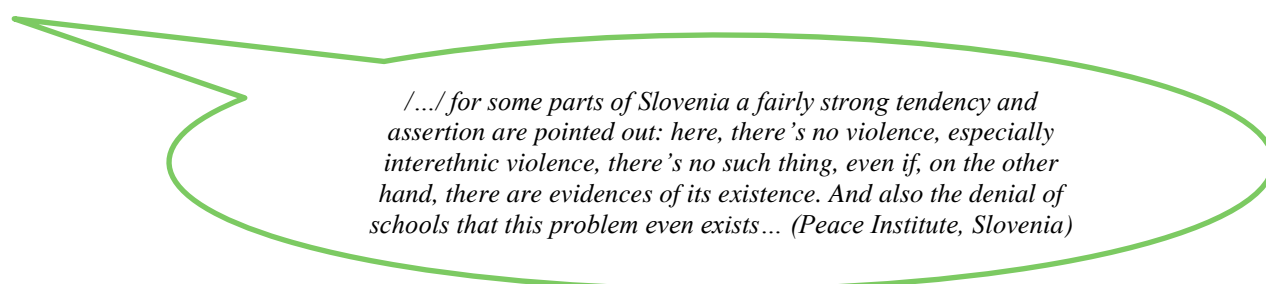 /…/ for some parts of Slovenia a fairly strong tendency and
assertion are pointed out: here, there’s no violence, especially
interethnic violence, there’s no such thing, even if, on the other
hand, there are evidences of its existence. And also the denial of
schools that this problem even exists… (Peace Institute, Slovenia)